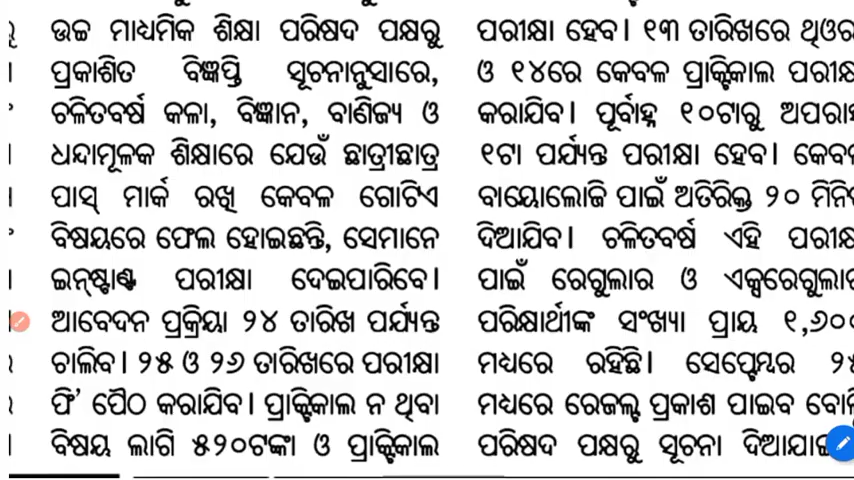 ଉଚ୍ଚ ମାଧ୍ୟମିକ ଶିକ୍ଷା ପରିଷଦ ପକ୍ଷରୁ
ପ୍ରକାଶିତ ବିଜ୍ଞପ୍ତି ସୂଚନାନୁସାରେ,
ଚଳିତବର୍ଷ କଳା, ବିଜ୍ଞାନ, ବାଣିଜ୍ୟ ଓ
ଧନ୍ଦାମୂଳକ ଶିକ୍ଷାରେ ଯେଉଁ ଛାତ୍ରୀଛାତ୍ର
ପାସ୍ ମାର୍କ ରଖି କେବଳ ଗୋଟିଏ
ବିଷୟରେ ଫେଲ ହୋଇଛନ୍ତି, ସେମାନେ
ଇନ୍‌ଷ୍ଟାଣ୍ଟ ପରୀକ୍ଷା ଦେଇପାରିବେ।
ଆବେଦନ ପ୍ରକ୍ରିୟା ୨୪ ତାରିଖ ପର୍ଯ୍ୟନ୍ତ
ଚାଲିବ। ୨୫ ଓ ୨୬ ତାରିଖରେ ପରୀକ୍ଷା
ଫି' ପୈଠ କରାଯିବ। ପ୍ରାକ୍ଟିକାଲ ନ ଥିବା
ବିଷୟ ଲାଗି ୫୨୦ଟଙ୍କା ଓ ପ୍ରାକ୍ଟିକାଲ
ପରୀକ୍ଷା ହେବ। ୧୩ ତାରିଖରେ
ଓ ୧୪ରେ କେବଳ ପ୍ରାକ୍ଟିକାଲ
କରାଯିବ। ପୂର୍ବାହ୍ନ ୧୦ଟାରୁ
୧ଟା ପର୍ଯ୍ୟନ୍ତ ପରୀକ୍ଷା ହେବ।
ବାୟୋଲୋଜି ପାଇଁ ଅତିରିକ୍ତ ୨୦
ଦିଆଯିବ। ଚଳିତବର୍ଷ ଏହି
ପାଇଁ ରେଗୁଲାର ଓ
ପରିକ୍ଷାର୍ଥୀଙ୍କ ସଂଖ୍ୟା ପ୍ରାୟ
ମଧ୍ୟରେ ରହିଛି। ସେପ୍ଟେମ୍ବର
ମଧ୍ୟରେ ରେଜଲ୍ଟ ପ୍ରକାଶ ପାଇବ
ପରିଷଦ ପକ୍ଷରୁ ସୂଚନା